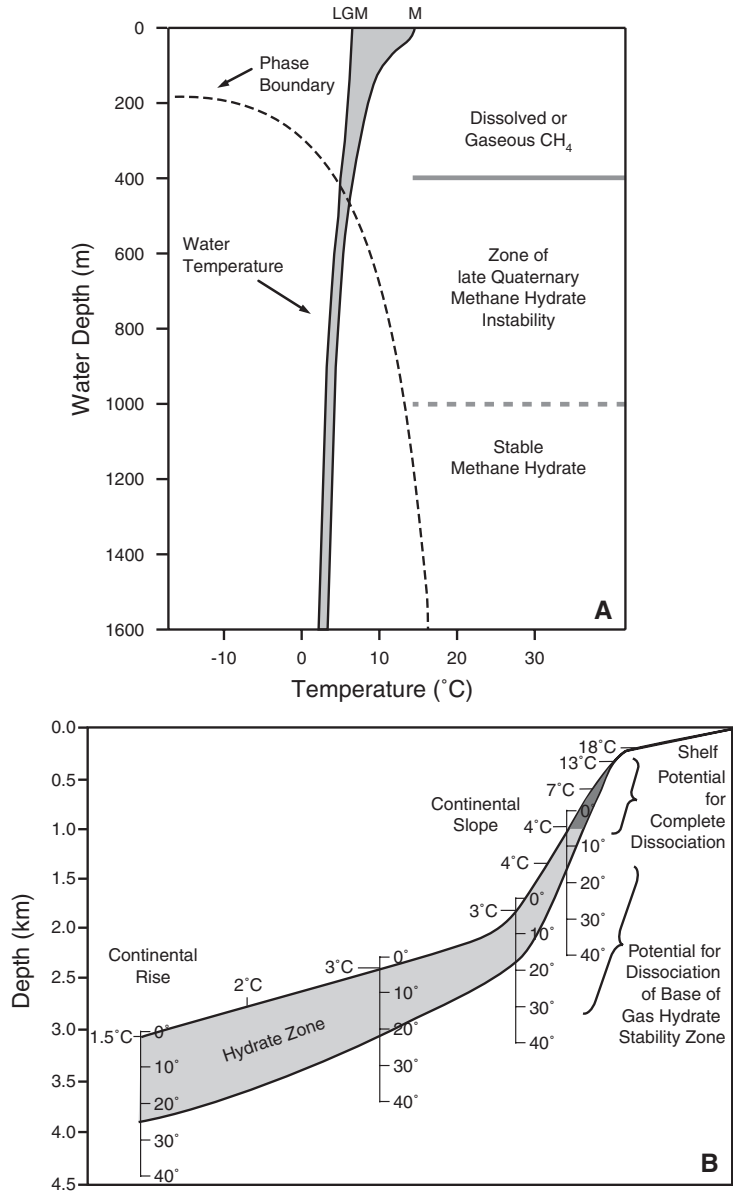 LGM M
0
200
400
600
800
1000
1200
1400
1600
Water Depth (m)
Phase
Boundary
Water
Temperature
Dissolved or
Gaseous CH4
Zone of
late Quaternary
Methane Hydrate
Instability
Stable
Methane Hydrate
A
-10 0 10 20 30
Temperature (˚C)
0.0
0.5
1.0
1.5
2.0
2.5
3.0
3.5
4.0
4.5
Depth (km)
18˚C
13˚C
7˚C
4˚C
4˚C
3˚C
3˚C
2˚C
1.5˚C
Shelf
Potential
for
Complete
Dissociation
Continental
Slope
0˚
10˚
20˚
30˚
40˚
0˚
10˚
20˚
30˚
40˚
Potential for
Dissociation
of Base of
Gas Hydrate
Stability Zone
Continental
Rise
0˚
10˚
20˚
30˚
40˚
Hydrate Zone
0˚
10˚
20˚
30˚
40˚
B